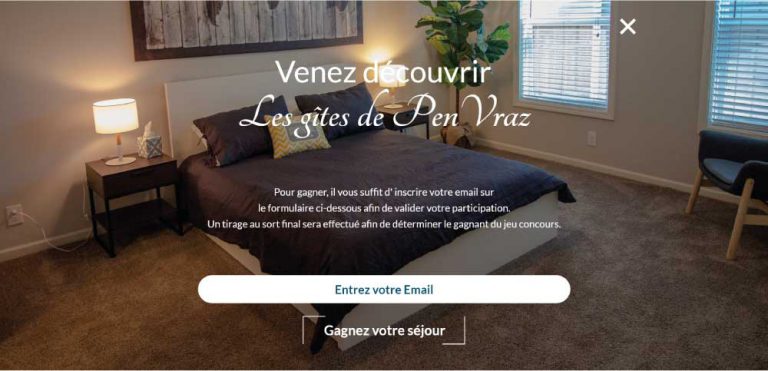 Venez découvrir
Les gîtes de Pen Vraz
Pour gagner, il vous suffit d' inscrire votre email sur
le formulaire ci-dessous afin de valider votre participation.
Un tirage au sort final sera effectué afin de déterminer le gagnant du jeu concours.
Entrez votre Email
Gagnez votre séjour